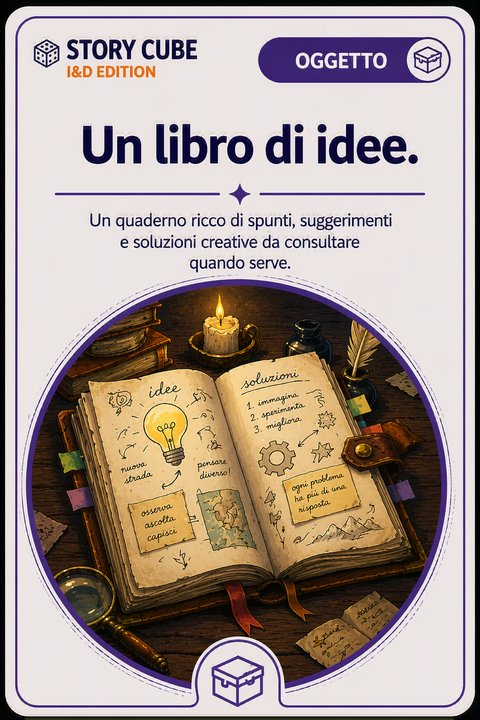 STORY CUBE
I&D EDITION
OGGETTO
Un libro di idee.
Un quaderno ricco di spunti, suggerimenti
e soluzioni creative da consultare
quando serve.
idee
nuova
strada
pensare
diverso!
osserva
ascolta
capisci
soluzioni
1. immagina
2. sperimenta
3. migliora
ogni problema
ha più di una
risposta